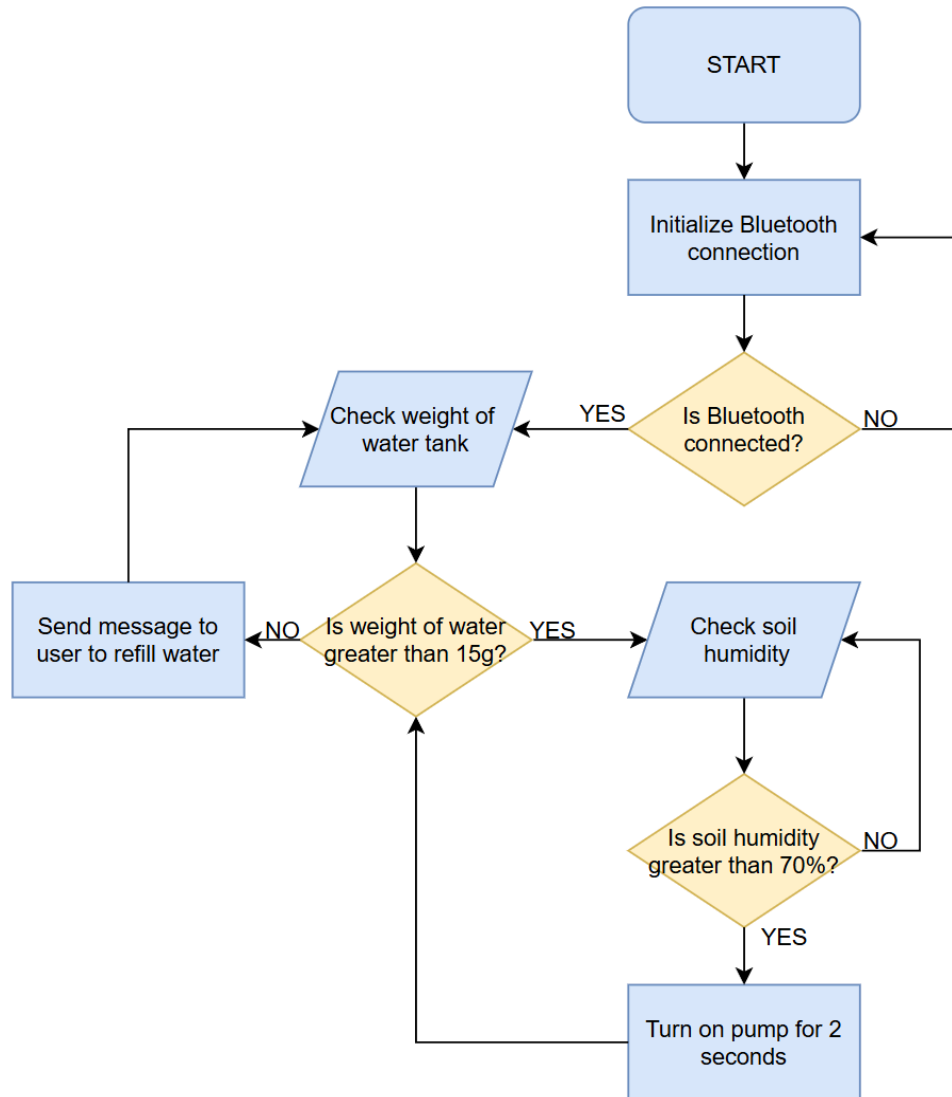 START
Initialize Bluetooth
connection
Is Bluetooth
connected?
YES
NO
Check weight of
water tank
Is weight of water
greater than 15g?
NO
YES
Send message to
user to refill water
Check soil
humidity
Is soil humidity
greater than 70%?
NO
YES
Turn on pump for 2
seconds